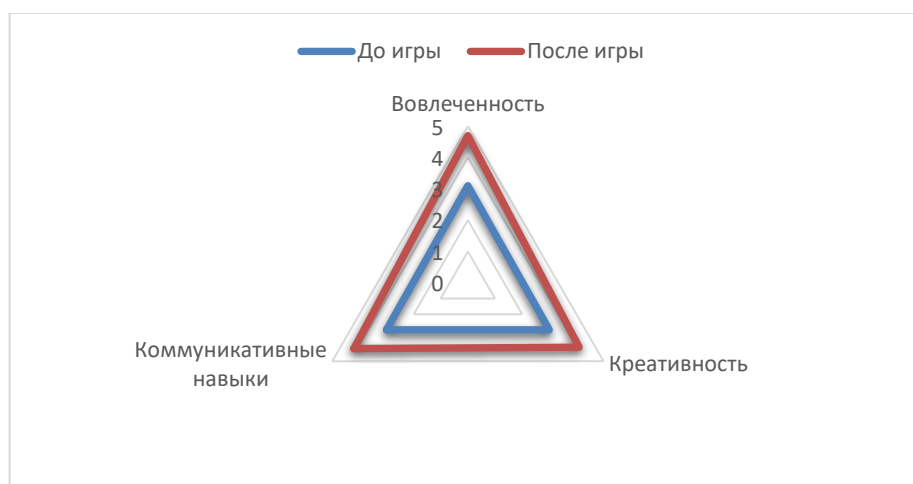 До игры После игры
Вовлеченность
5
4
3
2
1
0
Коммуникативные
навыки
Креативность